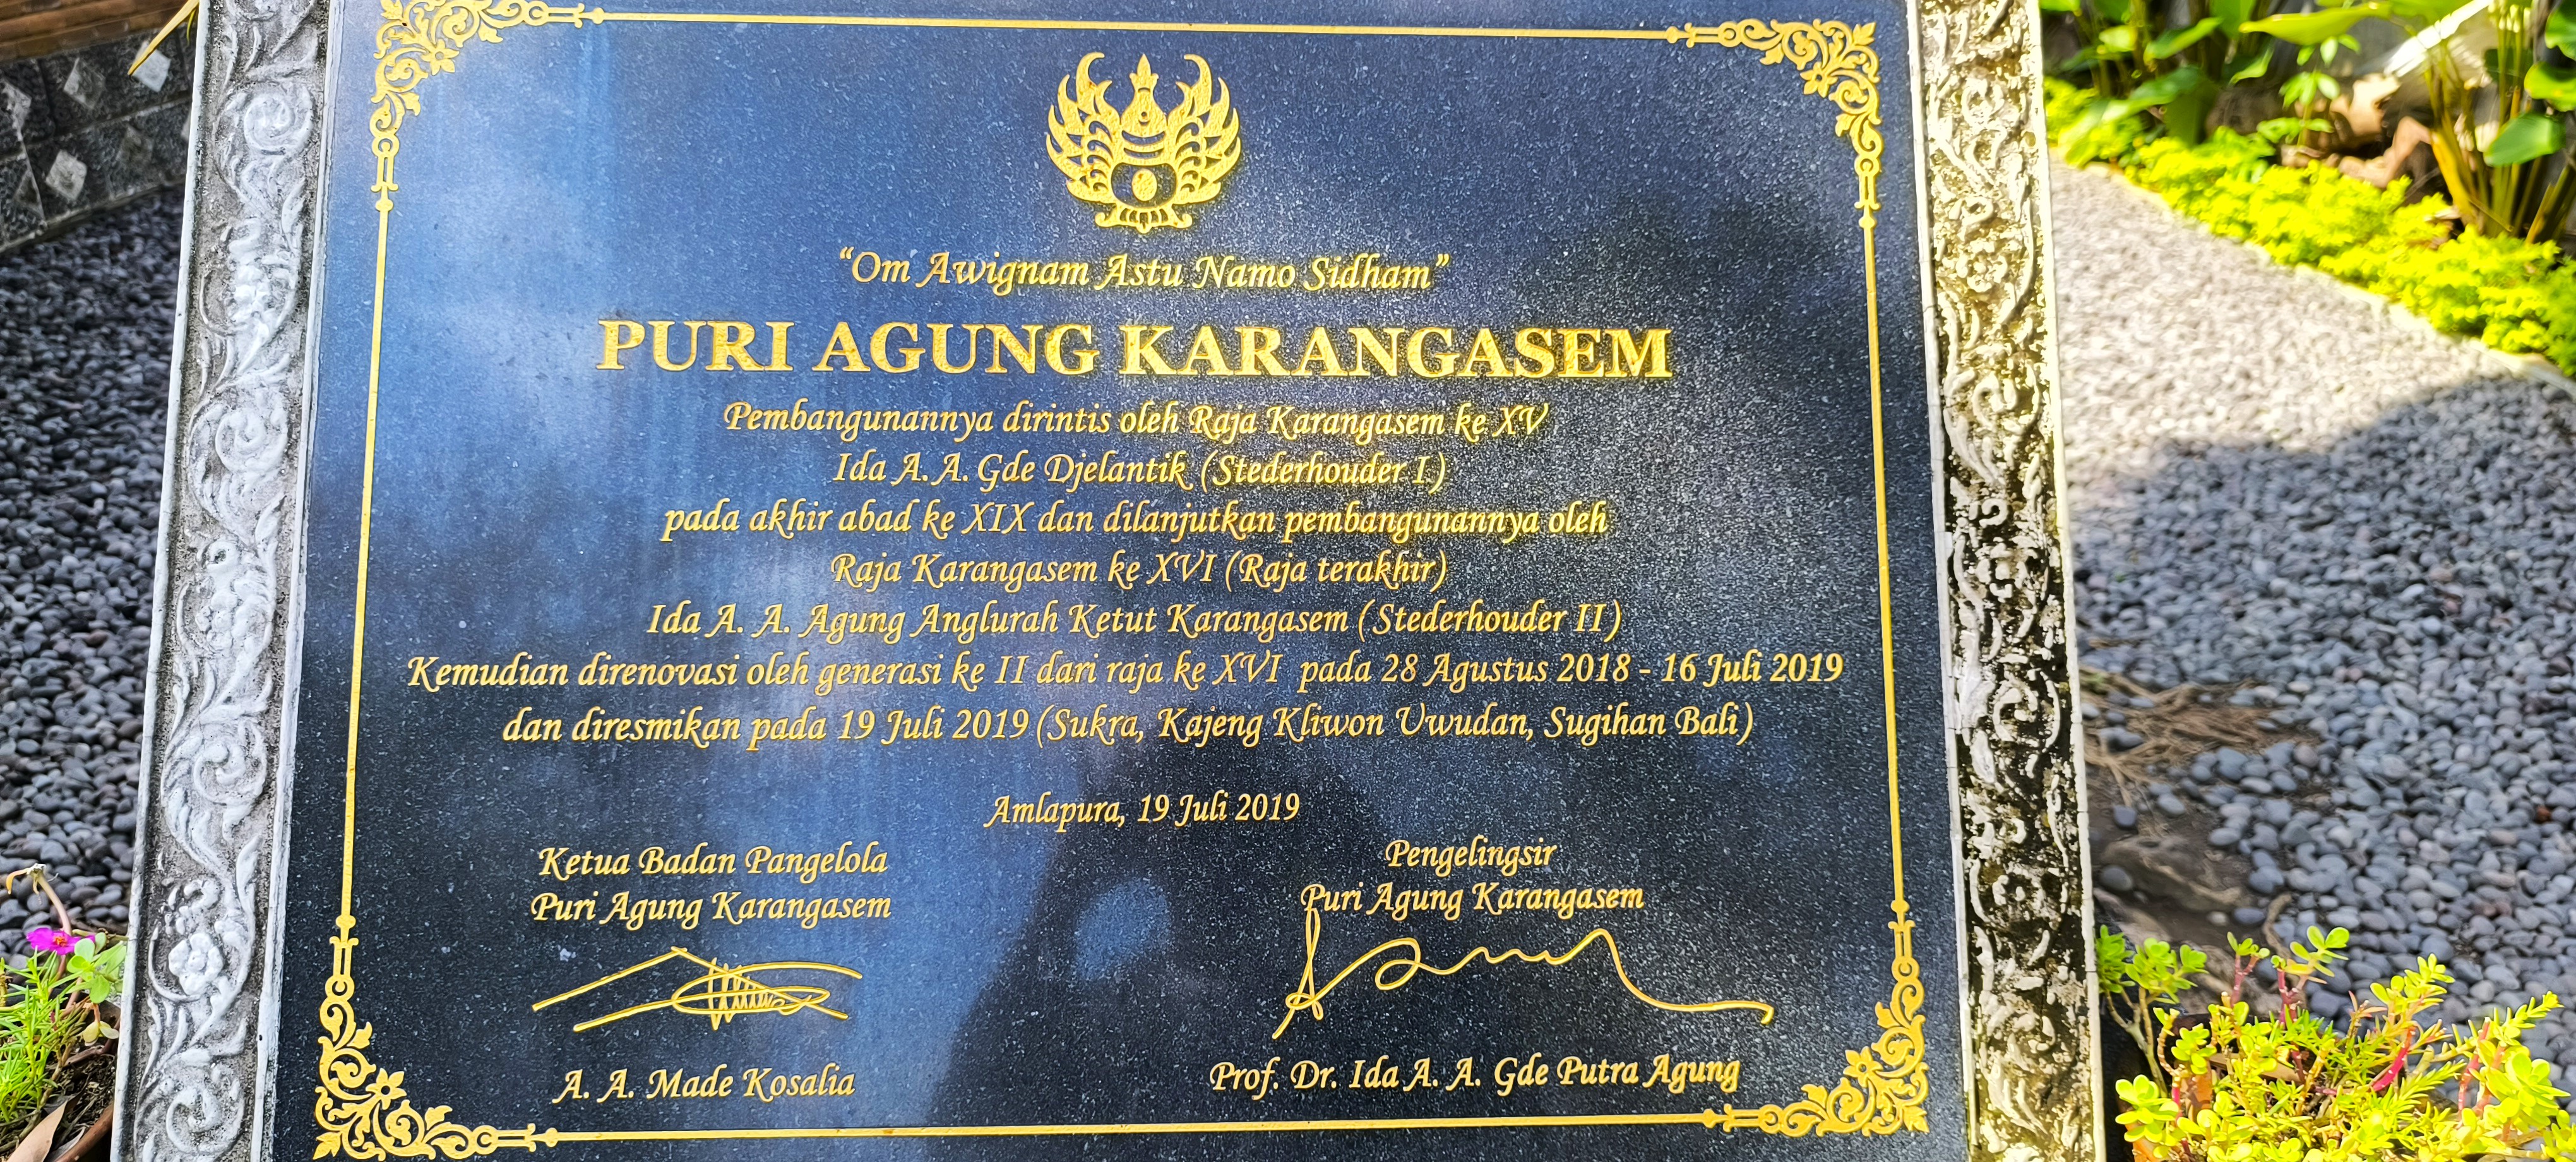 “Om Awignam Astu Namo Sidham”
PURI AGUNG KARANGASEM
Pembangunannya dirintis oleh Raja Karangasem ke XV
Ida A. A. Gde Djelantik (Stederhouder I)
pada akhir abad ke XIX dan dilanjutkan pembangunannya oleh
Raja Karangasem ke XVI (Raja terakhir)
Ida A. A. Agung Anglurah Ketut Karangasem (Stederhouder II)
Kemudian direnovasi oleh generasi ke II dari raja ke XVI pada 28 Agustus 2018 - 16 Juli 2019
dan diresmikan pada 19 Juli 2019 (Sukra, Kajeng Kliwon Uwudan, Sugihan Bali)
Amlapura, 19 Juli 2019
Ketua Badan Pangelola
Puri Agung Karangasem
A. A. Made Kosalia
Pengelingsir
Puri Agung Karangasem
Prof. Dr. Ida A. A. Gde Putra Agung